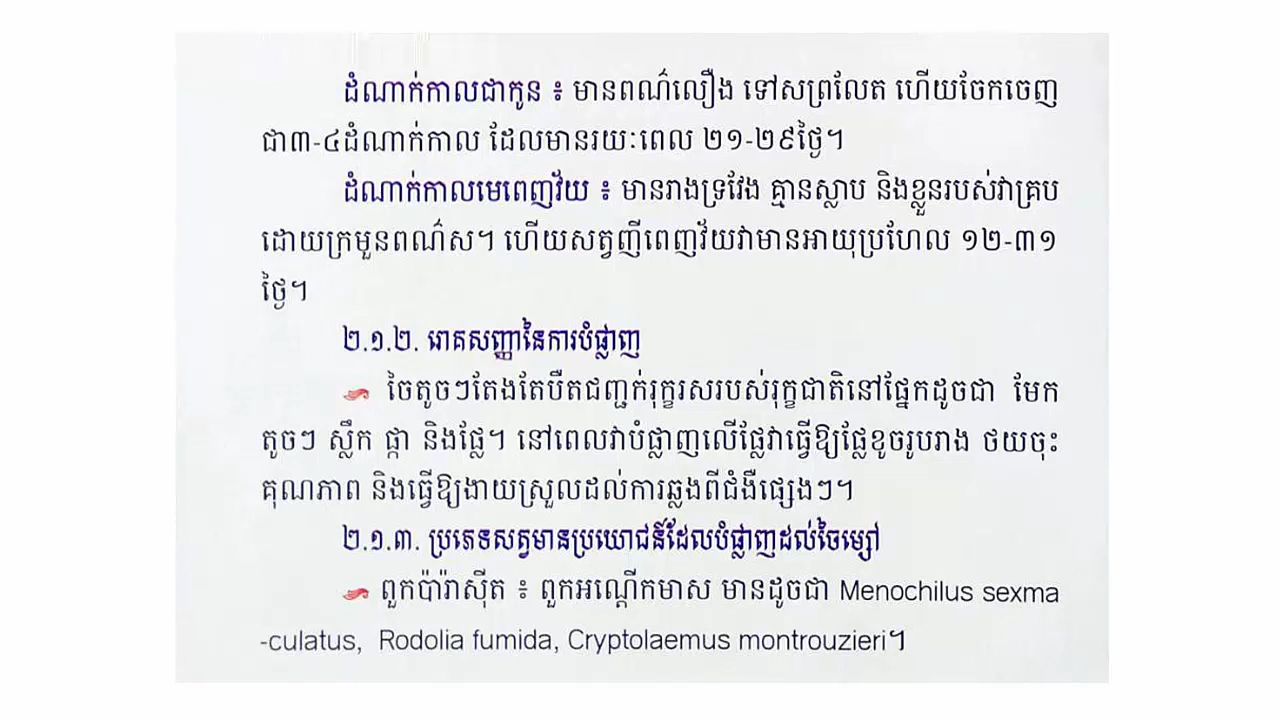 ដំណាក់កាលជាកូន ៖ មានពណ៌លឿង ទៅសព្រលែត ហើយចែកចេញ
ជា៣-៤ដំណាក់កាល ដែលមានរយៈពេល ២១-២៩ថ្ងៃ។
ដំណាក់កាលមេពេញវ័យ ៖ មានរាងទ្រវែង គ្មានស្លាប និងខ្លួនរបស់វាគ្រប
ដោយក្រមួនពណ៌ស។ ហើយសត្វញីពេញវ័យវាមានអាយុប្រហែល ១២-៣១
ថ្ងៃ។
២.១.២. រោគសញ្ញានៃការបំផ្លាញ
ចៃតូចៗតែងតែបឺតជញ្ជក់រុក្ខរសរបស់រុក្ខជាតិនៅផ្នែកដូចជា មែក
តូចៗ ស្លឹក ផ្កា និងផ្លែ។ នៅពេលវាបំផ្លាញលើផ្លែវាធ្វើឱ្យផ្លែខូចរូបរាង ថយចុះ
គុណភាព និងធ្វើឱ្យងាយស្រួលដល់ការឆ្លងពីជំងឺផ្សេងៗ។
២.១.៣. ប្រភេទសត្វមានប្រយោជន៍ដែលបំផ្លាញដល់ចៃម្សៅ
ពួកប៉ារ៉ាស៊ីត ៖ ពួកអណ្ដើកមាស មានដូចជា Menochilus sexma
-culatus, Rodolia fumida, Cryptolaemus montrouzieri។